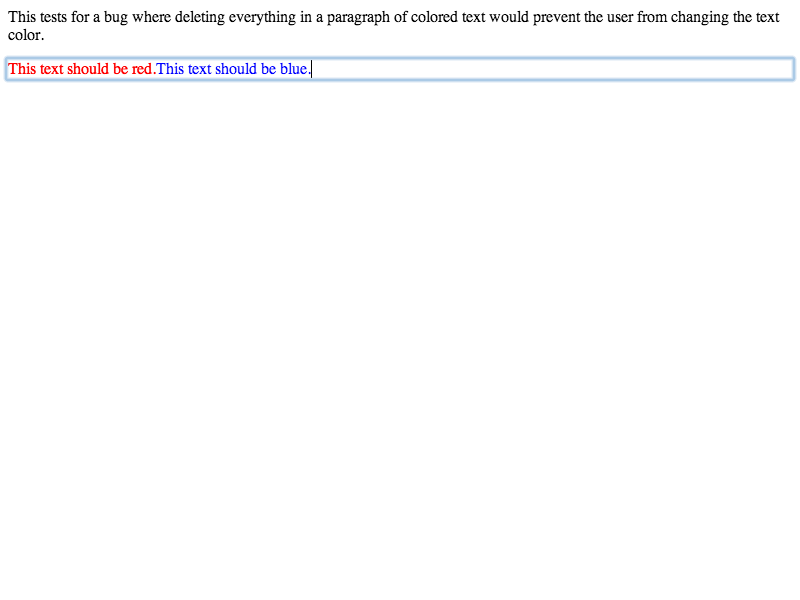 This tests for a bug where deleting everything in a paragraph of colored text would prevent the user from changing the text
color.
This text should be red.This text should be blue.